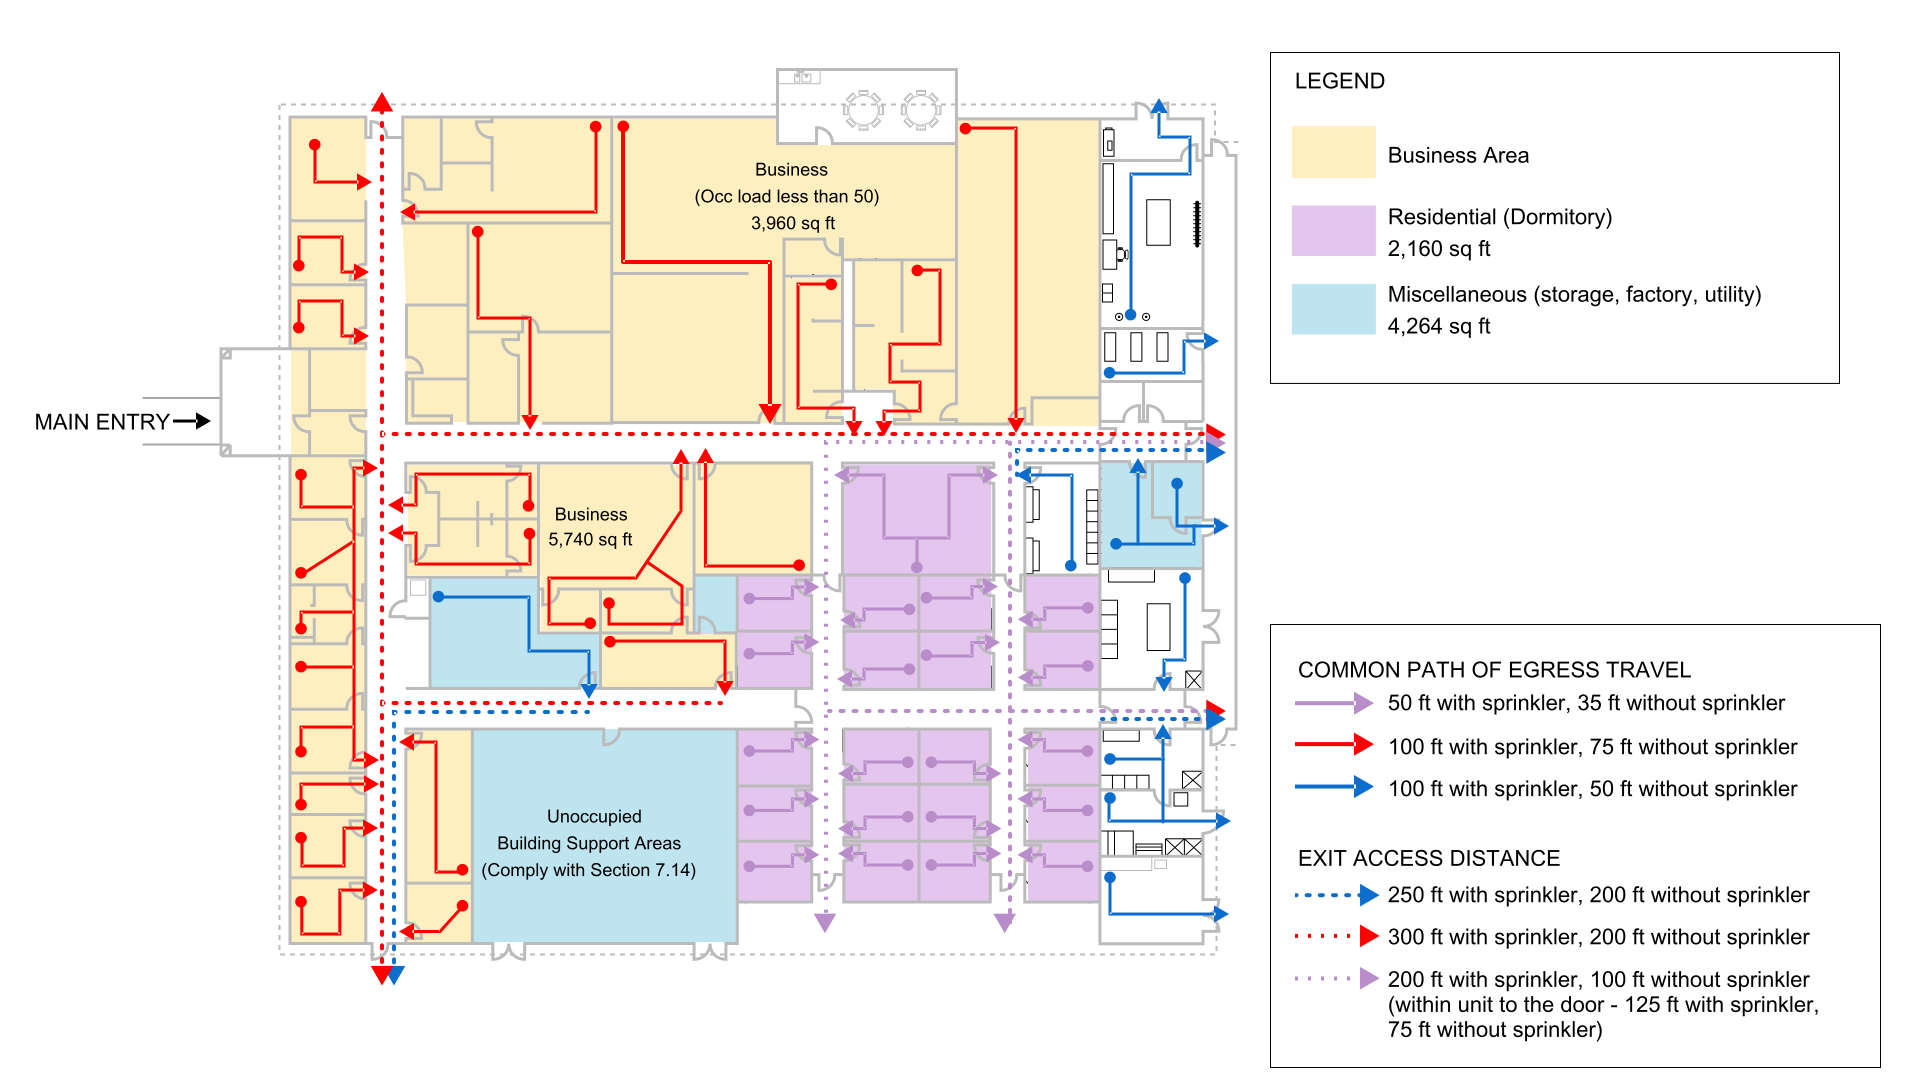 LEGEND
Business Area
Residential (Dormitory)
2,160 sq ft
Miscellaneous (storage, factory, utility)
4,264 sq ft
Business
(Occ load less than 50)
3,960 sq ft
MAIN ENTRY
Business
5,740 sq ft
Unoccupied
Building Support Areas
(Comply with Section 7.14)
COMMON PATH OF EGRESS TRAVEL
50 ft with sprinkler, 35 ft without sprinkler
100 ft with sprinkler, 75 ft without sprinkler
100 ft with sprinkler, 50 ft without sprinkler
EXIT ACCESS DISTANCE
250 ft with sprinkler, 200 ft without sprinkler
300 ft with sprinkler, 200 ft without sprinkler
200 ft with sprinkler, 100 ft without sprinkler
(within unit to the door - 125 ft with sprinkler,
75 ft without sprinkler)